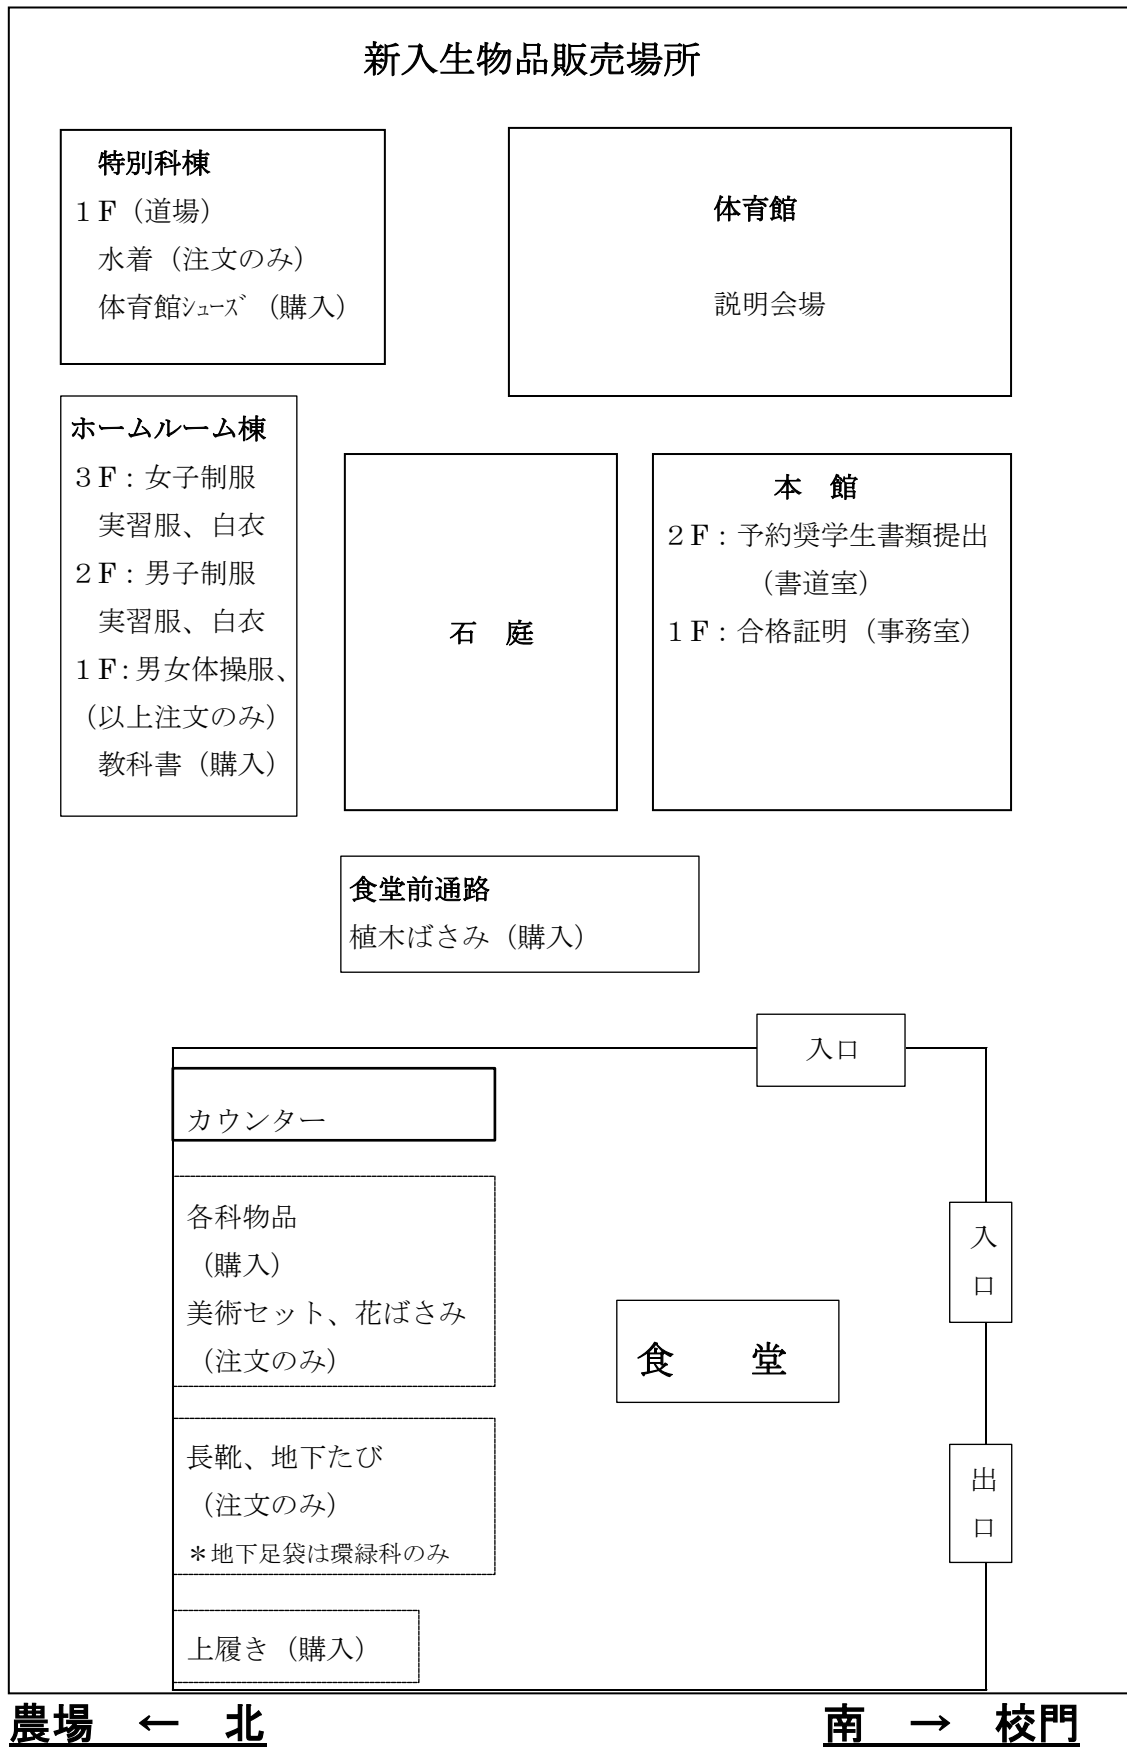 新入生物品販売場所
特別科棟
１F（道場）
水着（注文のみ）
体育館ｼｭｰｽﾞ（購入）
体育館
説明会場
ホームルーム棟
３F：女子制服
実習服、白衣
２F：男子制服
実習服、白衣
１F：男女体操服、
（以上注文のみ）
教科書（購入）
石　庭
本　館
２F：予約奨学生書類提出
（書道室）
１F：合格証明（事務室）
食堂前通路
植木ばさみ（購入）
入口
カウンター
各科物品
（購入）
美術セット、花ばさみ
（注文のみ）
入
口
食　堂
長靴、地下たび
（注文のみ）
＊地下足袋は環緑科のみ
出
口
上履き（購入）
農場　←　北
南　→　校門